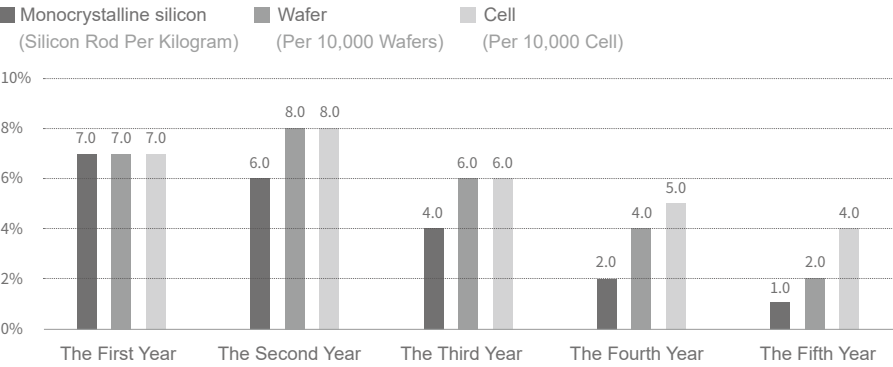 Monocrystalline silicon Wafer Cell
(Silicon Rod Per Kilogram) (Per 10,000 Wafers) (Per 10,000 Cell)
10%
8%
6%
4%
2%
0%
7.0 7.0 7.0
6.0 8.0 8.0
4.0 6.0 6.0
2.0 4.0 5.0
1.0 2.0 4.0
The First Year The Second Year The Third Year The Fourth Year The Fifth Year